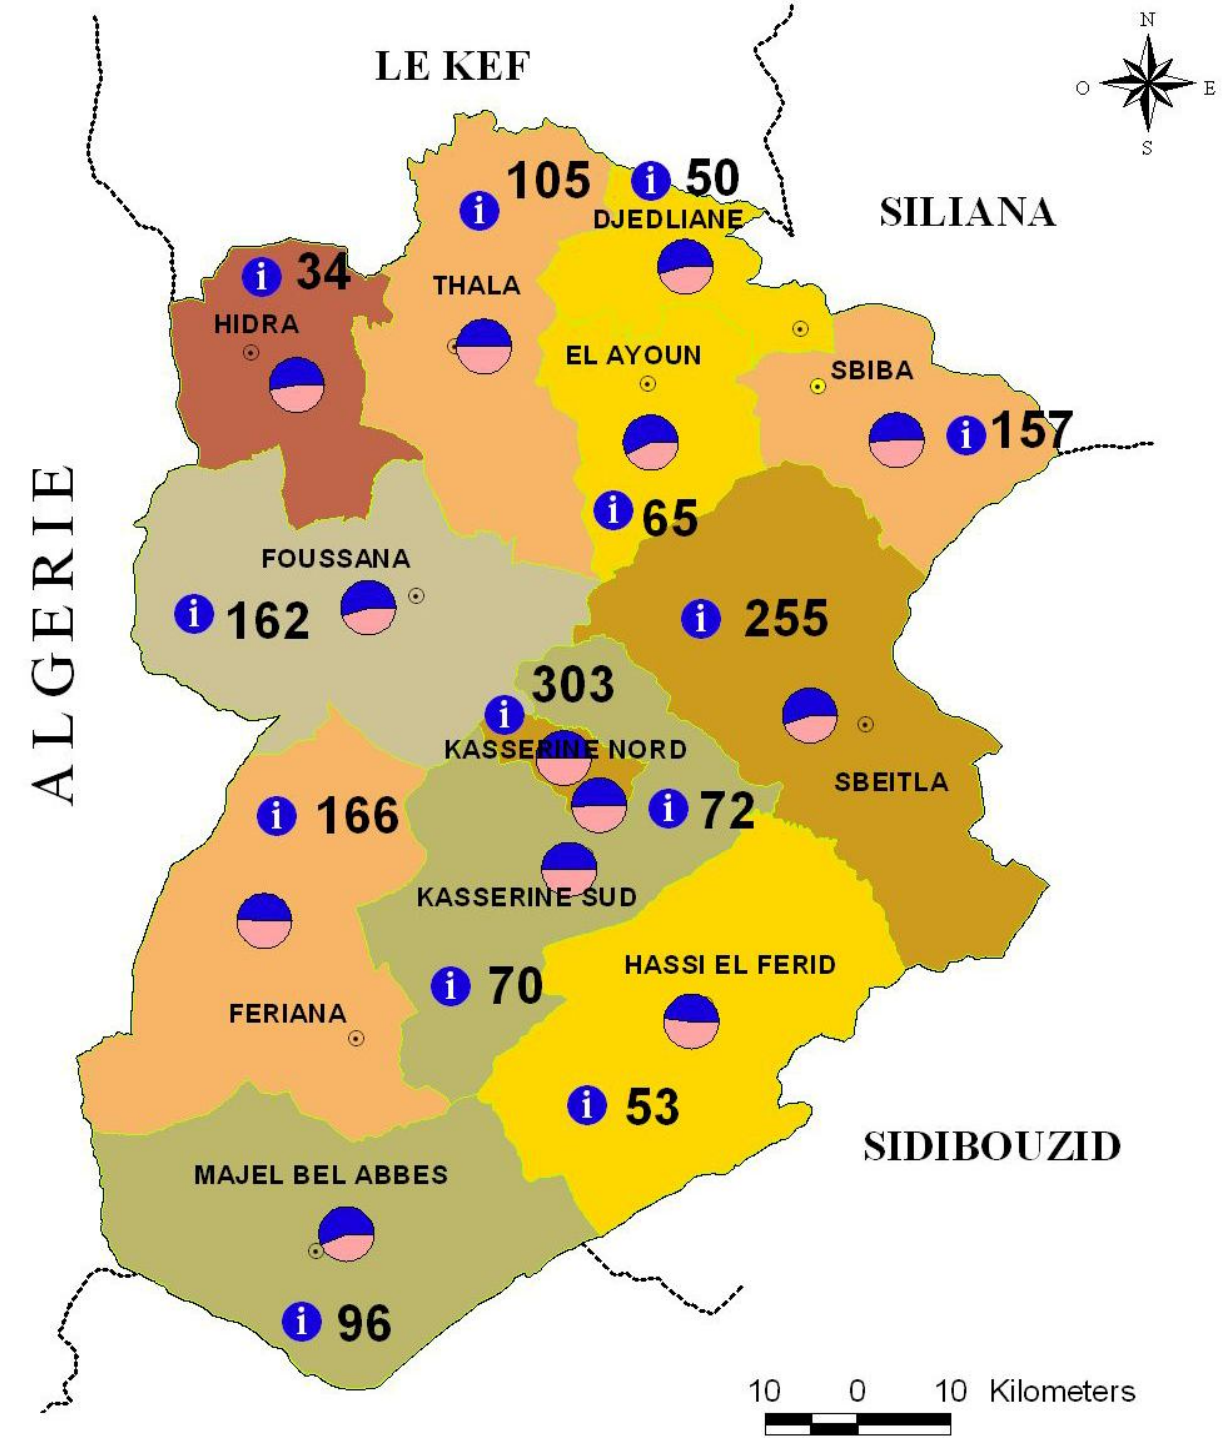 N
LE KEF
O
E
S
105
i
50
i
SILIANA
DJEDLIANE
34
i
THALA
HIDRA
EL AYOUN
SBIBA
157
i
ALGERIE
65
i
FOUSSANA
162
i
255
i
303
i
KASSERINE NORD
SBEITLA
166
i
72
i
KASSERINE SUD
HASSI EL FERID
70
i
FERIANA
53
i
SIDIBOUZID
MAJEL BEL ABBES
96
i
10 0 10 Kilometers